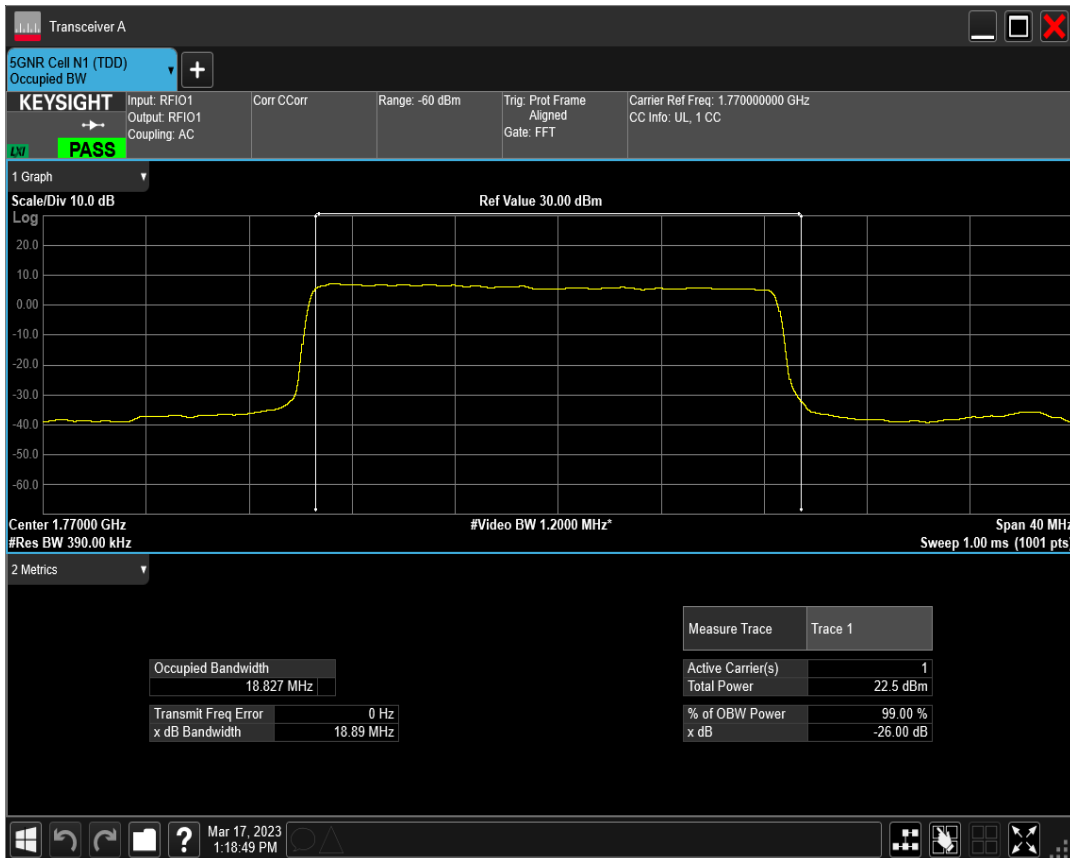 Transceiver A
5GNR Cell N1 (TDD)
Occupied BW
+
KEYSIGHT
LXI
PASS
Input: RFIO1
Output: RFIO1
Coupling: AC
Corr CCorr
Range: -60 dBm
Trig: Prot Frame
Aligned
Gate: FFT
Carrier Ref Freq: 1.770000000 GHz
CC Info: UL, 1 CC
1 Graph
Scale/Div 10.0 dB
Ref Value 30.00 dBm
Log
20.0
10.0
0.00
-10.0
-20.0
-30.0
-40.0
-50.0
-60.0
Center 1.77000 GHz
#Video BW 1.2000 MHz*
Span 40 MHz
#Res BW 390.00 kHz
Sweep 1.00 ms (1001 pts)
2 Metrics
Measure Trace Trace 1
Occupied Bandwidth
18.827 MHz
Active Carrier(s) 1
Total Power 22.5 dBm
Transmit Freq Error 0 Hz
x dB Bandwidth 18.89 MHz
% of OBW Power 99.00 %
x dB -26.00 dB
?
Mar 17, 2023
1:18:49 PM